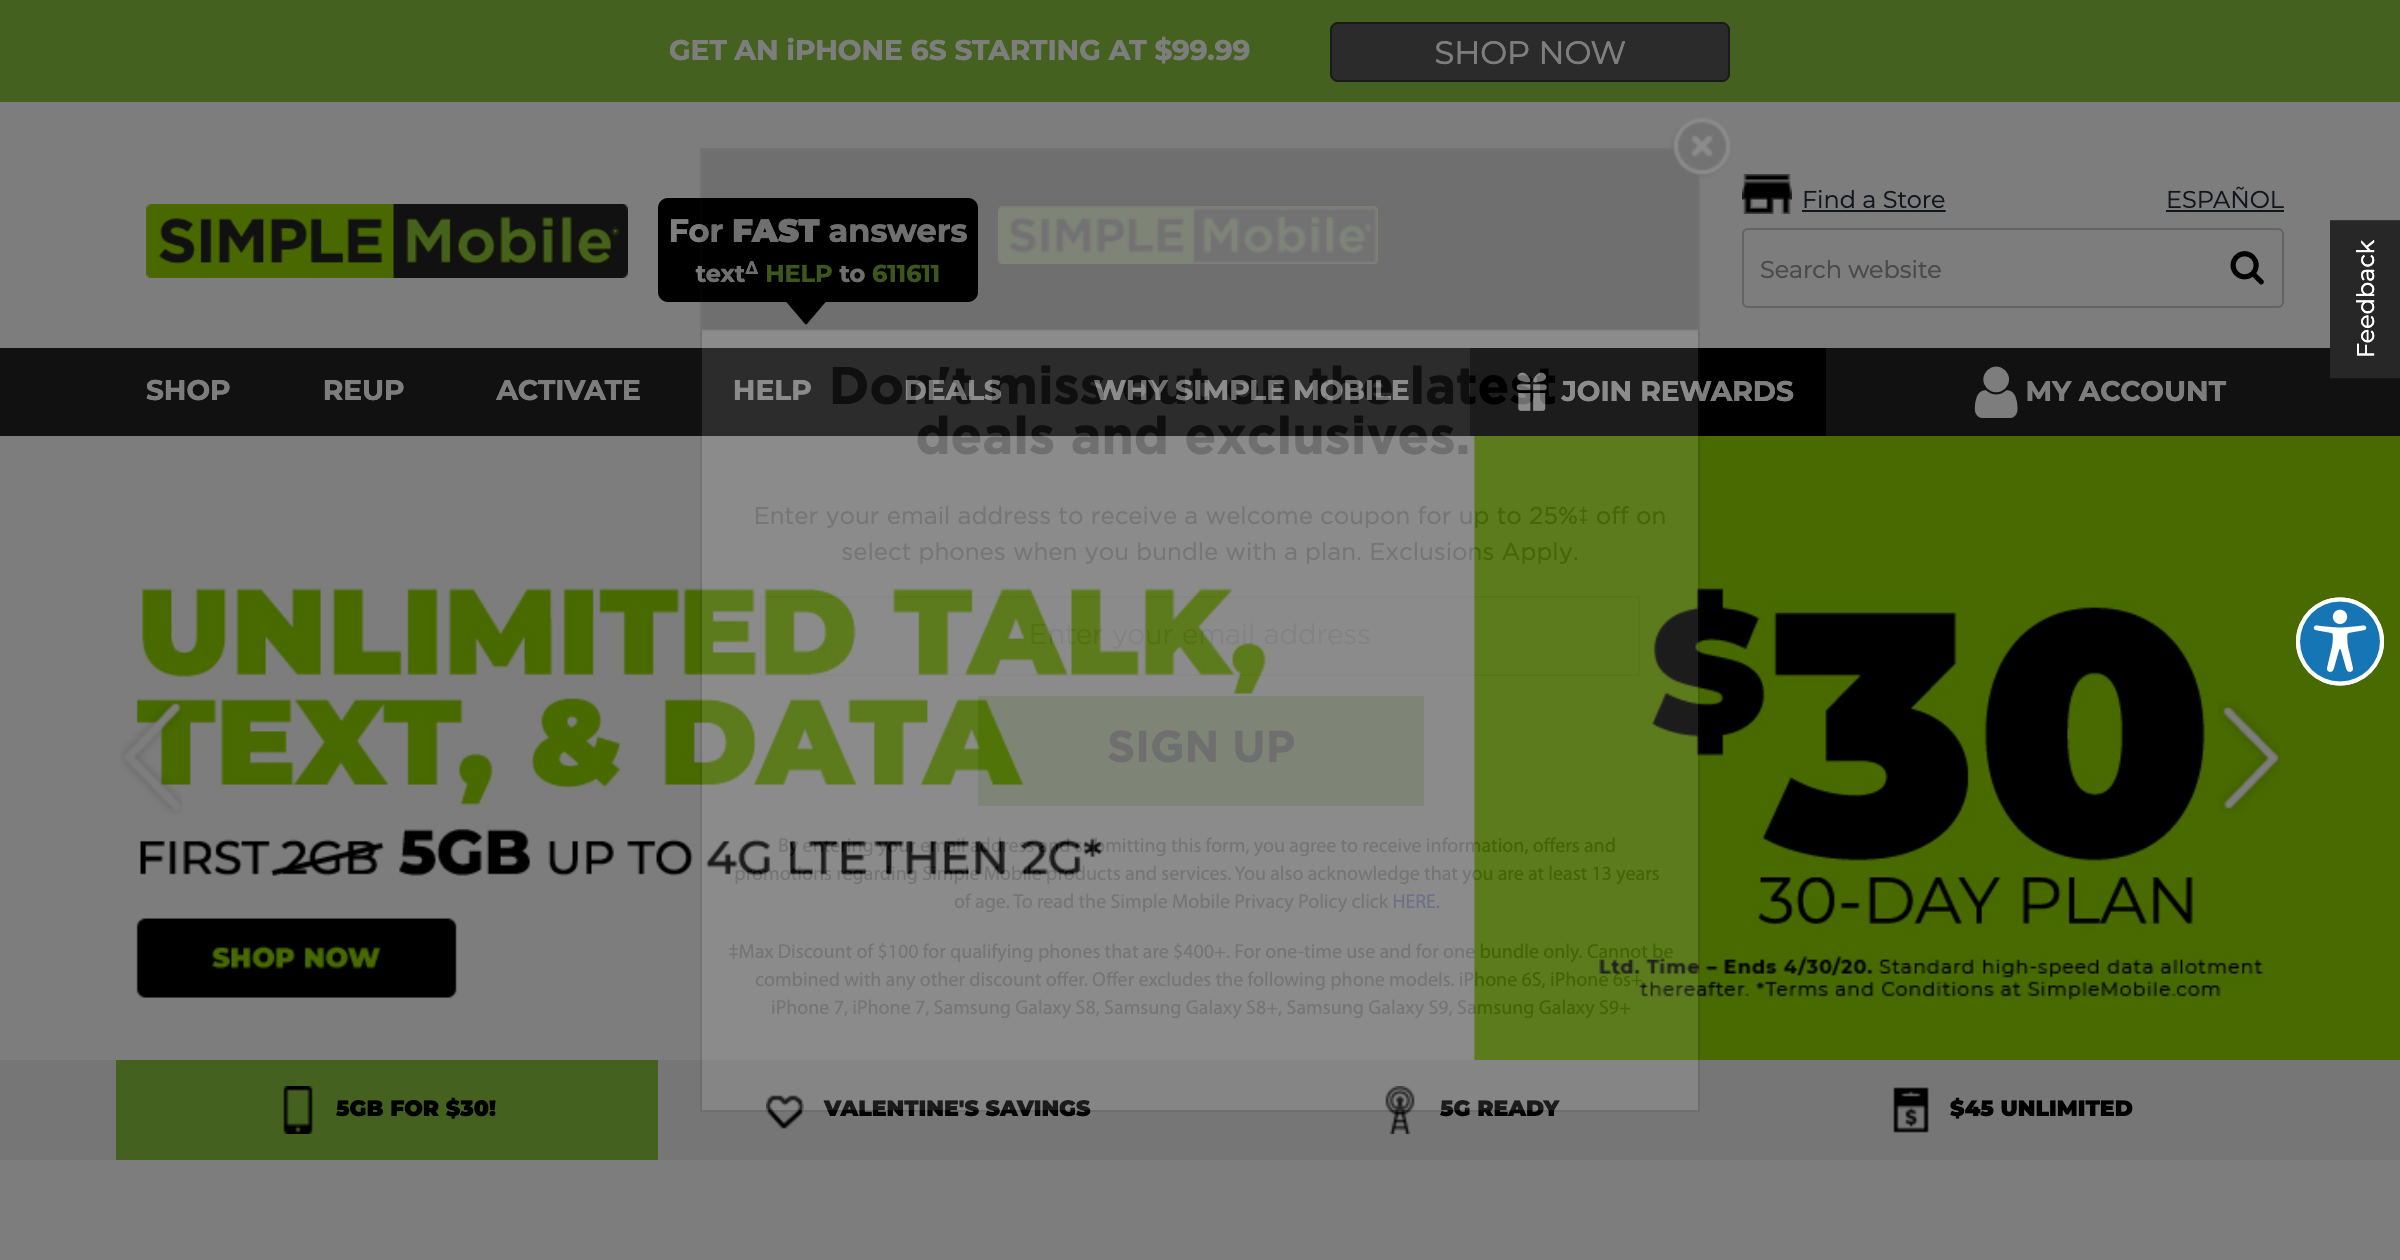 GET AN iPHONE 6S STARTING AT $99.99
SHOP NOW
SIMPLE Mobile
For FAST answers
textΔ HELP to 611611
SIMPLE Mobile
Find a Store
ESPAÑOL
Search website
Feedback
SHOP
REUP
ACTIVATE
HELP
DEALS
WHY SIMPLE MOBILE
JOIN REWARDS
MY ACCOUNT
Don't miss out on the latest
deals and exclusives.
Enter your email address to receive a welcome coupon for up to 25%‡ off on
select phones when you bundle with a plan. Exclusions Apply.
Enter your email address
SIGN UP
By entering your email address and submitting this form, you agree to receive information, offers and
promotions regarding Simple Mobile products and services. You also acknowledge that you are at least 13 years
of age. To read the Simple Mobile Privacy Policy click HERE.
‡Max Discount of $100 for qualifying phones that are $400+. For one-time use and for one bundle only. Cannot be
combined with any other discount offer. Offer excludes the following phone models. iPhone 6S, iPhone 6s+,
iPhone 7, iPhone 7, Samsung Galaxy S8, Samsung Galaxy S8+, Samsung Galaxy S9, Samsung Galaxy S9+
UNLIMITED TALK,
TEXT, & DATA
FIRST 2GB 5GB UP TO 4G LTE THEN 2G*
SHOP NOW
$30
30-DAY PLAN
Ltd. Time – Ends 4/30/20. Standard high-speed data allotment
thereafter. *Terms and Conditions at SimpleMobile.com
5GB FOR $30!
VALENTINE'S SAVINGS
5G READY
$45 UNLIMITED